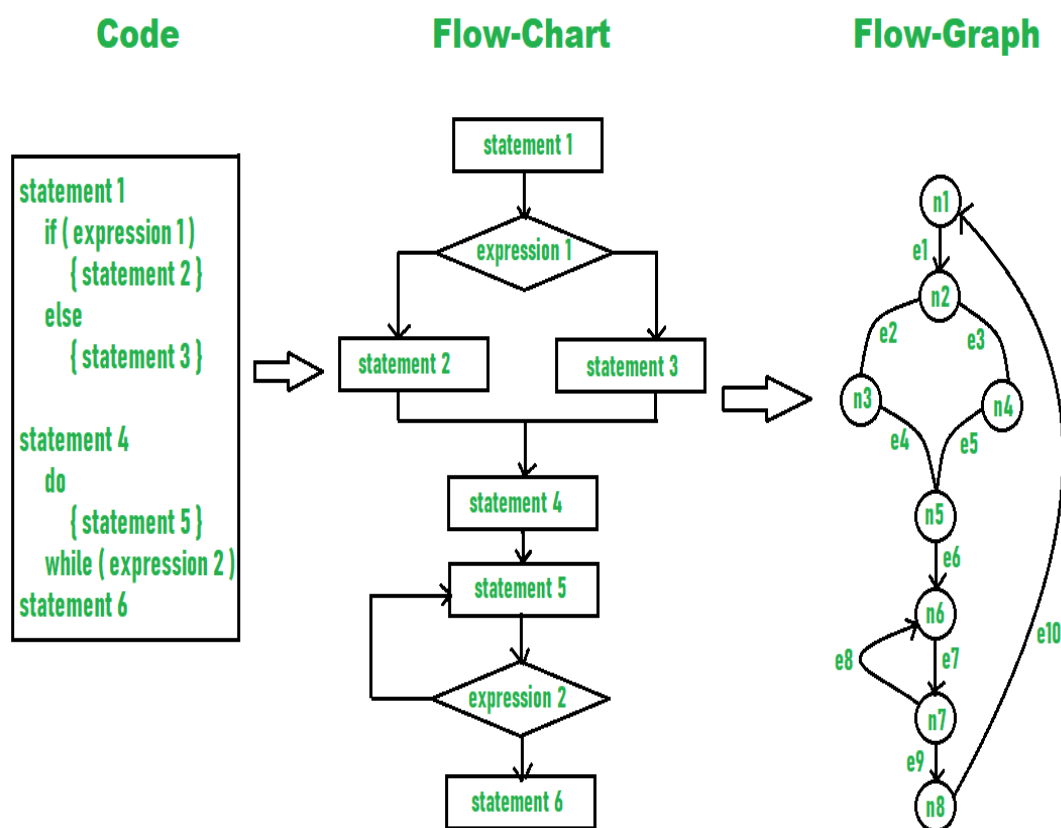 Code
Flow-Chart
Flow-Graph
statement 1
if ( expression 1)
{ statement 2 }
else
{ statement 3 }
statement 4
do
{ statement 5 }
while ( expression 2 )
statement 6
statement 1
expression 1
statement 2
statement 3
statement 4
statement 5
expression 2
statement 6
n1
e1
n2
e2
e3
n3
n4
e4
e5
n5
e6
n6
e10
e8
e7
n7
e9
n8